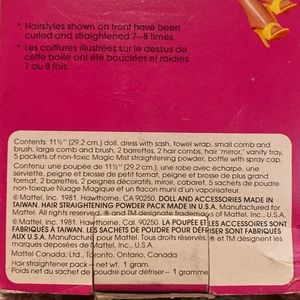 * Hairstyles shown on front have been
curled and straightened 7–8 times.
* Les coiffures illustrées sur le dessus de
cette boite ont été bouclées et raidies
7 ou 8 fois.
Contents: 11½" (29.2 cm.) doll, dress with sash, towel wrap, small comb and
brush, large comb and brush, 2 barrettes, 2 hair combs, hair 'mirror,' vanity tray,
5 packets of non-toxic Magic Mist straightening powder, bottle with spray cap.
Contenu: une poupée de 11½" (29.2 cm.), une robe avec écharpe, une
serviette, peigne et brosse de petit format, peigne et brosse de plus grand
format, 2 barrettes, 2 peignes décoratifs, miroir, cabaret, 5 sachets de poudre
non-toxique Nuage Magique et un flacon muni d'un vaporisateur.
© Mattel, Inc. 1981. Hawthorne, CA. 90250. DOLL AND ACCESSORIES MADE IN
TAIWAN. HAIR STRAIGHTENING POWDER PACK MADE IN U.S.A. Manufactured for
Mattel, Inc. All rights reserved. ® and TM designate trademarks of Mattel, Inc., U.S.A.
© Mattel, Inc. 1981. Hawthorne, CA. 90250. LA POUPÉE ET LES ACCESSOIRES SONT
FABRIQUÉS À TAIWAN. LES SACHETS DE POUDRE POUR DÉFRISER SONT FABRIQUÉS
AUX U.S.A. Fabriqués pour Mattel, Inc. Tous droits réservés. ® et TM désignent les
marques déposées de Mattel, Inc., U.S.A.
Mattel Canada, Ltd., Toronto, Ontario, Canada
Hair straightener pack – net wt. 1 gram
Poids net du sachet de poudre pour défriser – 1 gramme